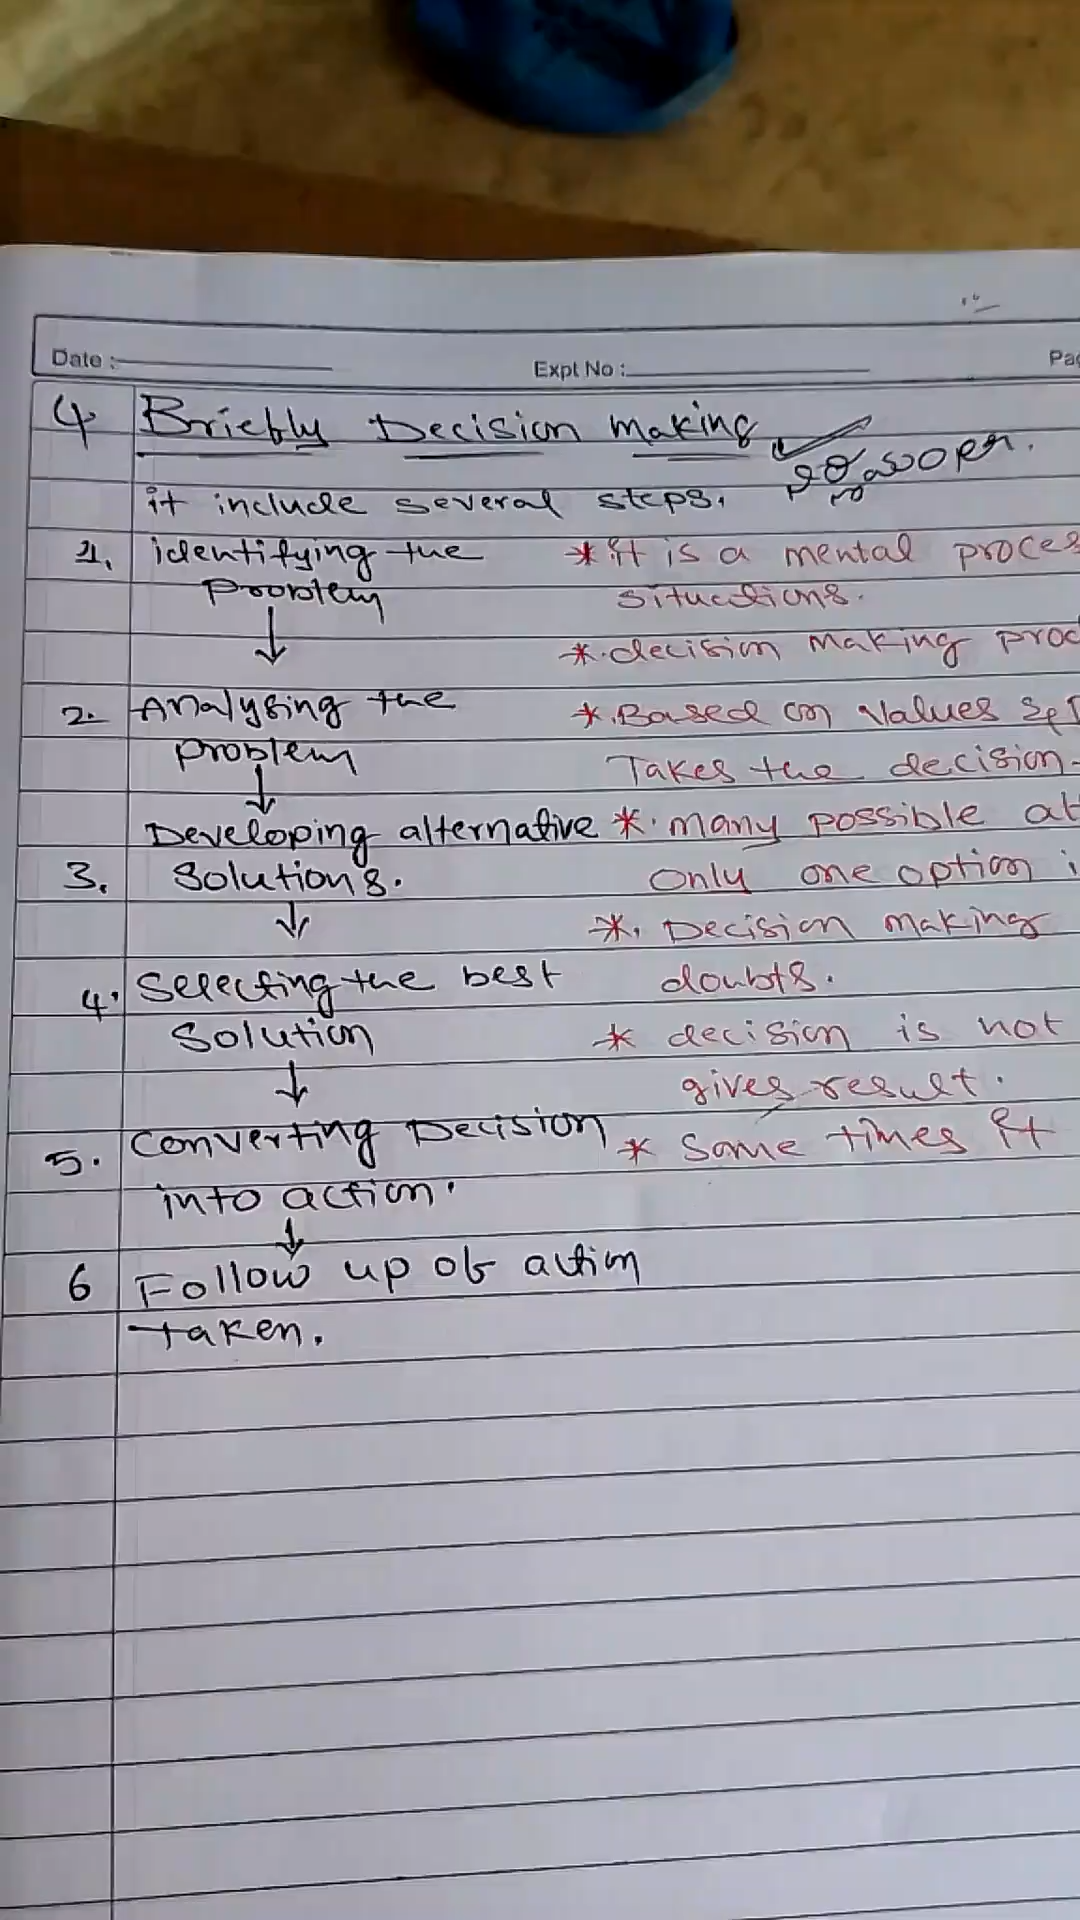 Date :
Expt No :
Pag
4. Briefly Decision making
it include several steps.
1. identifying the
problem
↓
2. Analysing the
problem
↓
Developing alternative
3. Solutions.
↓
4. Selecting the best
Solution
↓
5. Converting Decision
into action.
↓
6 Follow up of action
taken.
* it is a mental proces
situations.
*. decision making proc
*. Based on values
Takes the decision.
*. many possible alt
Only one option i
*. Decision making
doubts.
* decision is not
gives result.
* Some times it